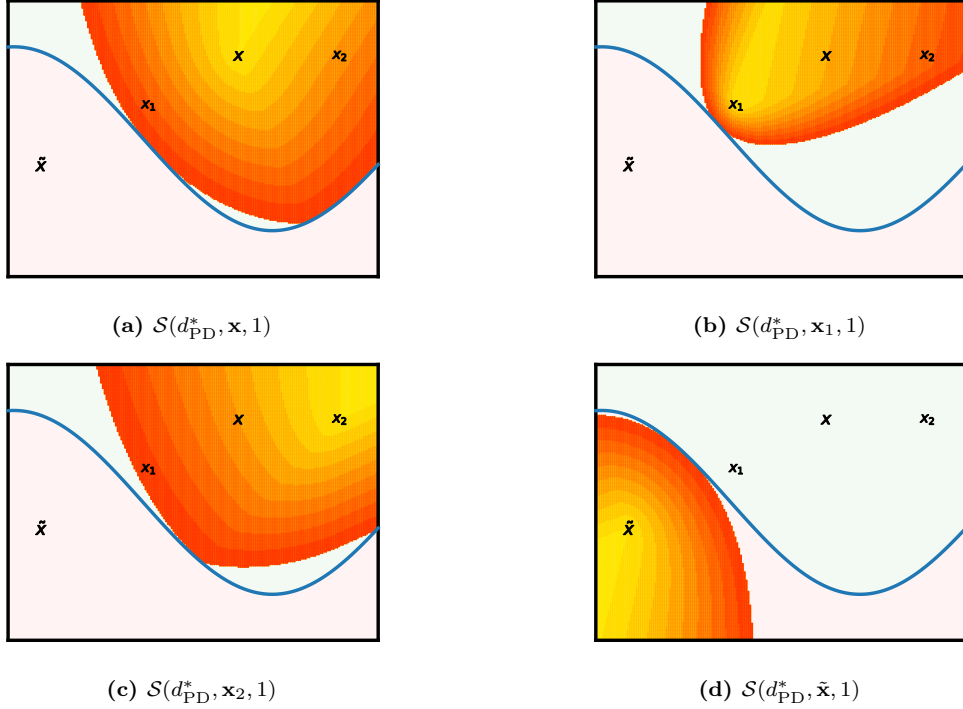 x x₂ x x₂
x₁ x₁
x̃ x̃
(a) 𝒮(d*_PD, x, 1) (b) 𝒮(d*_PD, x₁, 1)
x x₂ x x₂
x₁ x₁
x̃ x̃
(c) 𝒮(d*_PD, x₂, 1) (d) 𝒮(d*_PD, x̃, 1)